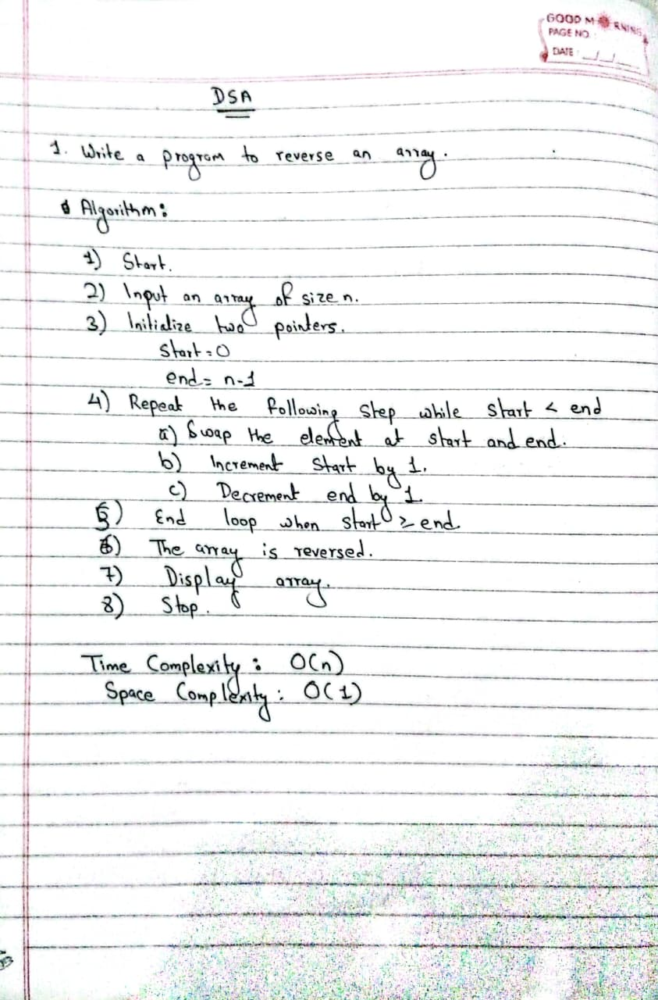 GOOD MORNING
PAGE NO.
DATE
DSA
1. Write a program to reverse an array.
Algorithm:
1) Start.
2) Input an array of size n.
3) Initialize two pointers.
Start = 0
end = n-1
4) Repeat the following step while start < end
a) Swap the element at start and end.
b) Increment Start by 1.
c) Decrement end by 1.
5) End loop when start ≥ end
6) The array is reversed.
7) Display array.
8) Stop.
Time Complexity: O(n)
Space Complexity: O(1)